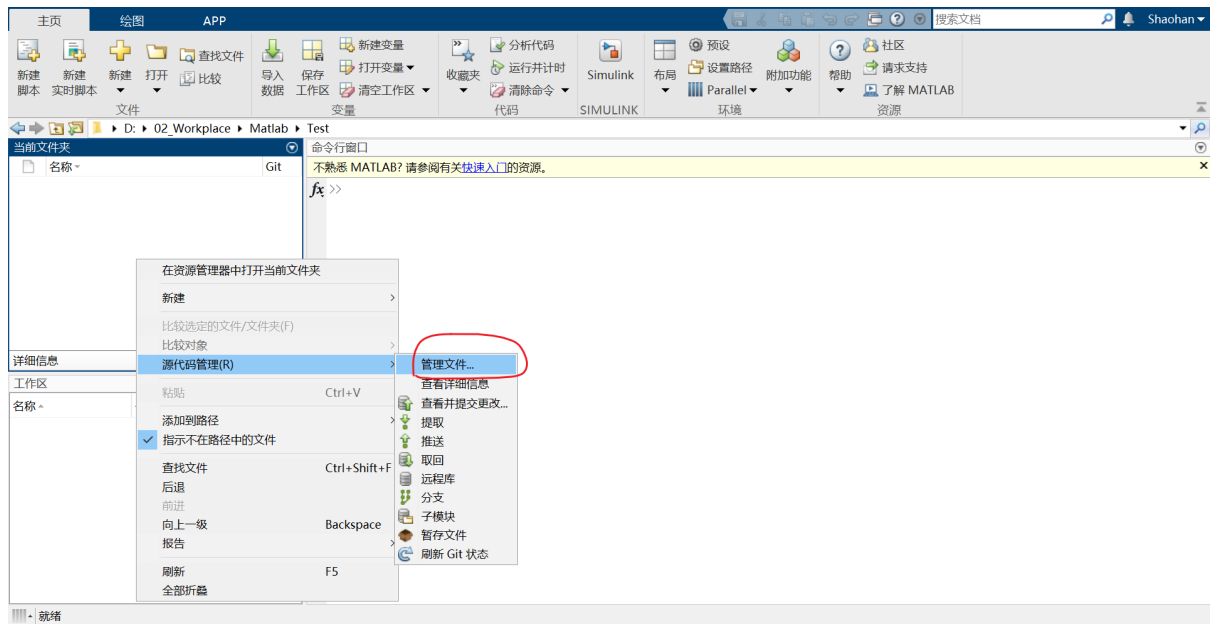 主页 绘图 APP 搜索文档 Shaohan
新建脚本 新建实时脚本 新建 打开 查找文件 比较 导入数据 保存工作区 新建变量 打开变量 清空工作区 收藏夹 分析代码 运行并计时 清除命令 Simulink 布局 预设 设置路径 Parallel 附加功能 帮助 社区 请求支持 了解 MATLAB
文件 变量 代码 SIMULINK 环境 资源
D: 02_Workplace Matlab Test
当前文件夹 命令行窗口
名称 Git 不熟悉 MATLAB? 请参阅有关快速入门的资源。
fx >>
在资源管理器中打开当前文件夹
新建
比较选定的文件/文件夹(F)
比较对象
详细信息 源代码管理(R) 管理文件...
工作区 查看详细信息
名称 粘贴 Ctrl+V 查看并提交更改...
添加到路径 提取
指示不在路径中的文件 推送
查找文件 Ctrl+Shift+F 取回
后退 远程库
前进 分支
向上一级 Backspace 子模块
报告 暂存文件
刷新 Git 状态
刷新 F5
全部折叠
就绪